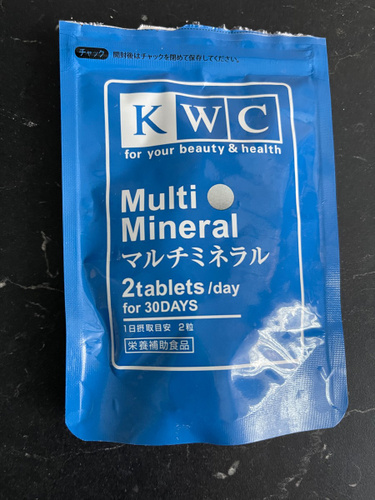 チャック 開封後はチャックを閉めて保存してください。
KWC
for your beauty & health
Multi
Mineral
マルチミネラル
2tablets/day
for 30DAYS
1日摂取目安 2粒
栄養補助食品